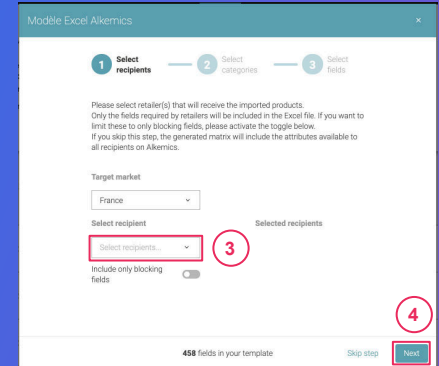 Modèle Excel Alkemics ×
1 Select recipients 2 Select categories 3 Select fields
Please select retailer(s) that will receive the imported products.
Only the fields required by retailers will be included in the Excel file. If you want to
limit these to only blocking fields, please activate the toggle below.
If you skip this step, the generated matrix will include the attributes available to
all recipients on Alkemics.
Target market
France
Select recipient Selected recipients
Select recipients... 3
Include only blocking
fields
4
458 fields in your template Skip step Next